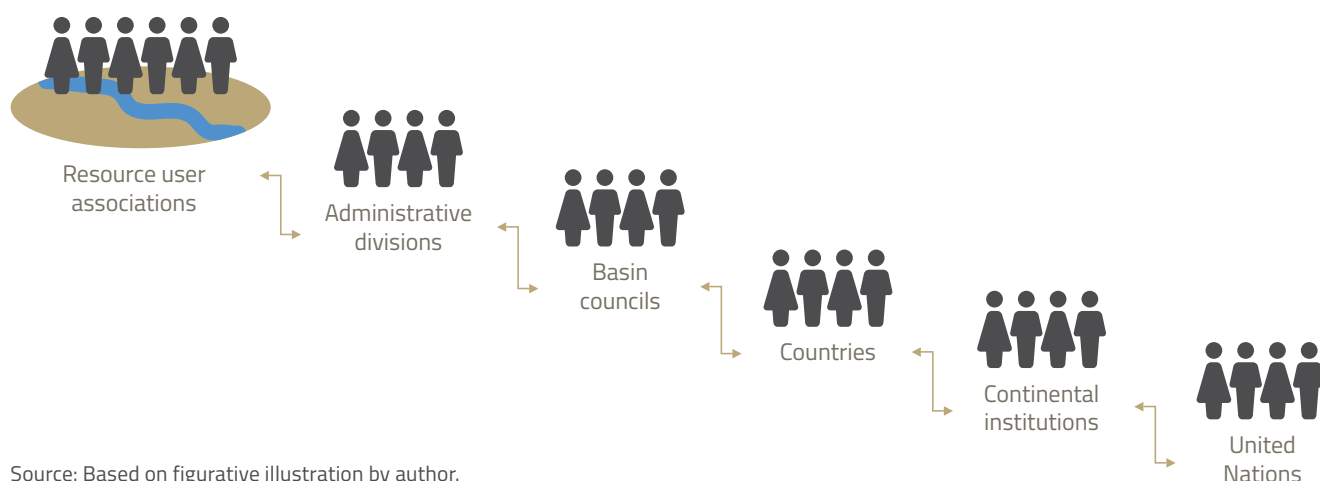 Resource user
associations
Administrative
divisions
Basin
councils
Countries
Continental
institutions
United
Nations
Source: Based on figurative illustration by author.